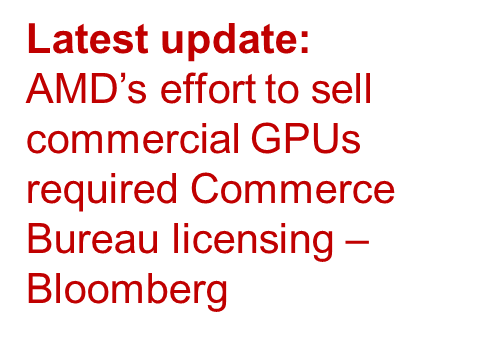 Latest update:
AMD’s effort to sell
commercial GPUs
required Commerce
Bureau licensing –
Bloomberg